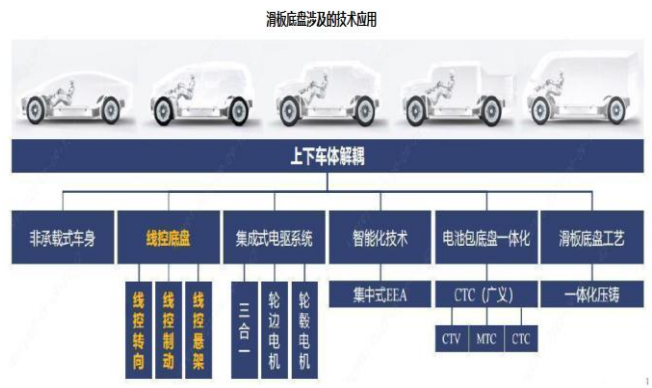 滑板底盘涉及的技术应用
上下车体解耦
非承载式车身
线控底盘
集成式电驱系统
智能化技术
电池包底盘一体化
滑板底盘工艺
线控转向
线控制动
线控悬架
三合一
轮边电机
轮毂电机
集中式EEA
CTC（广义）
一体化压铸
CTV
MTC
CTC